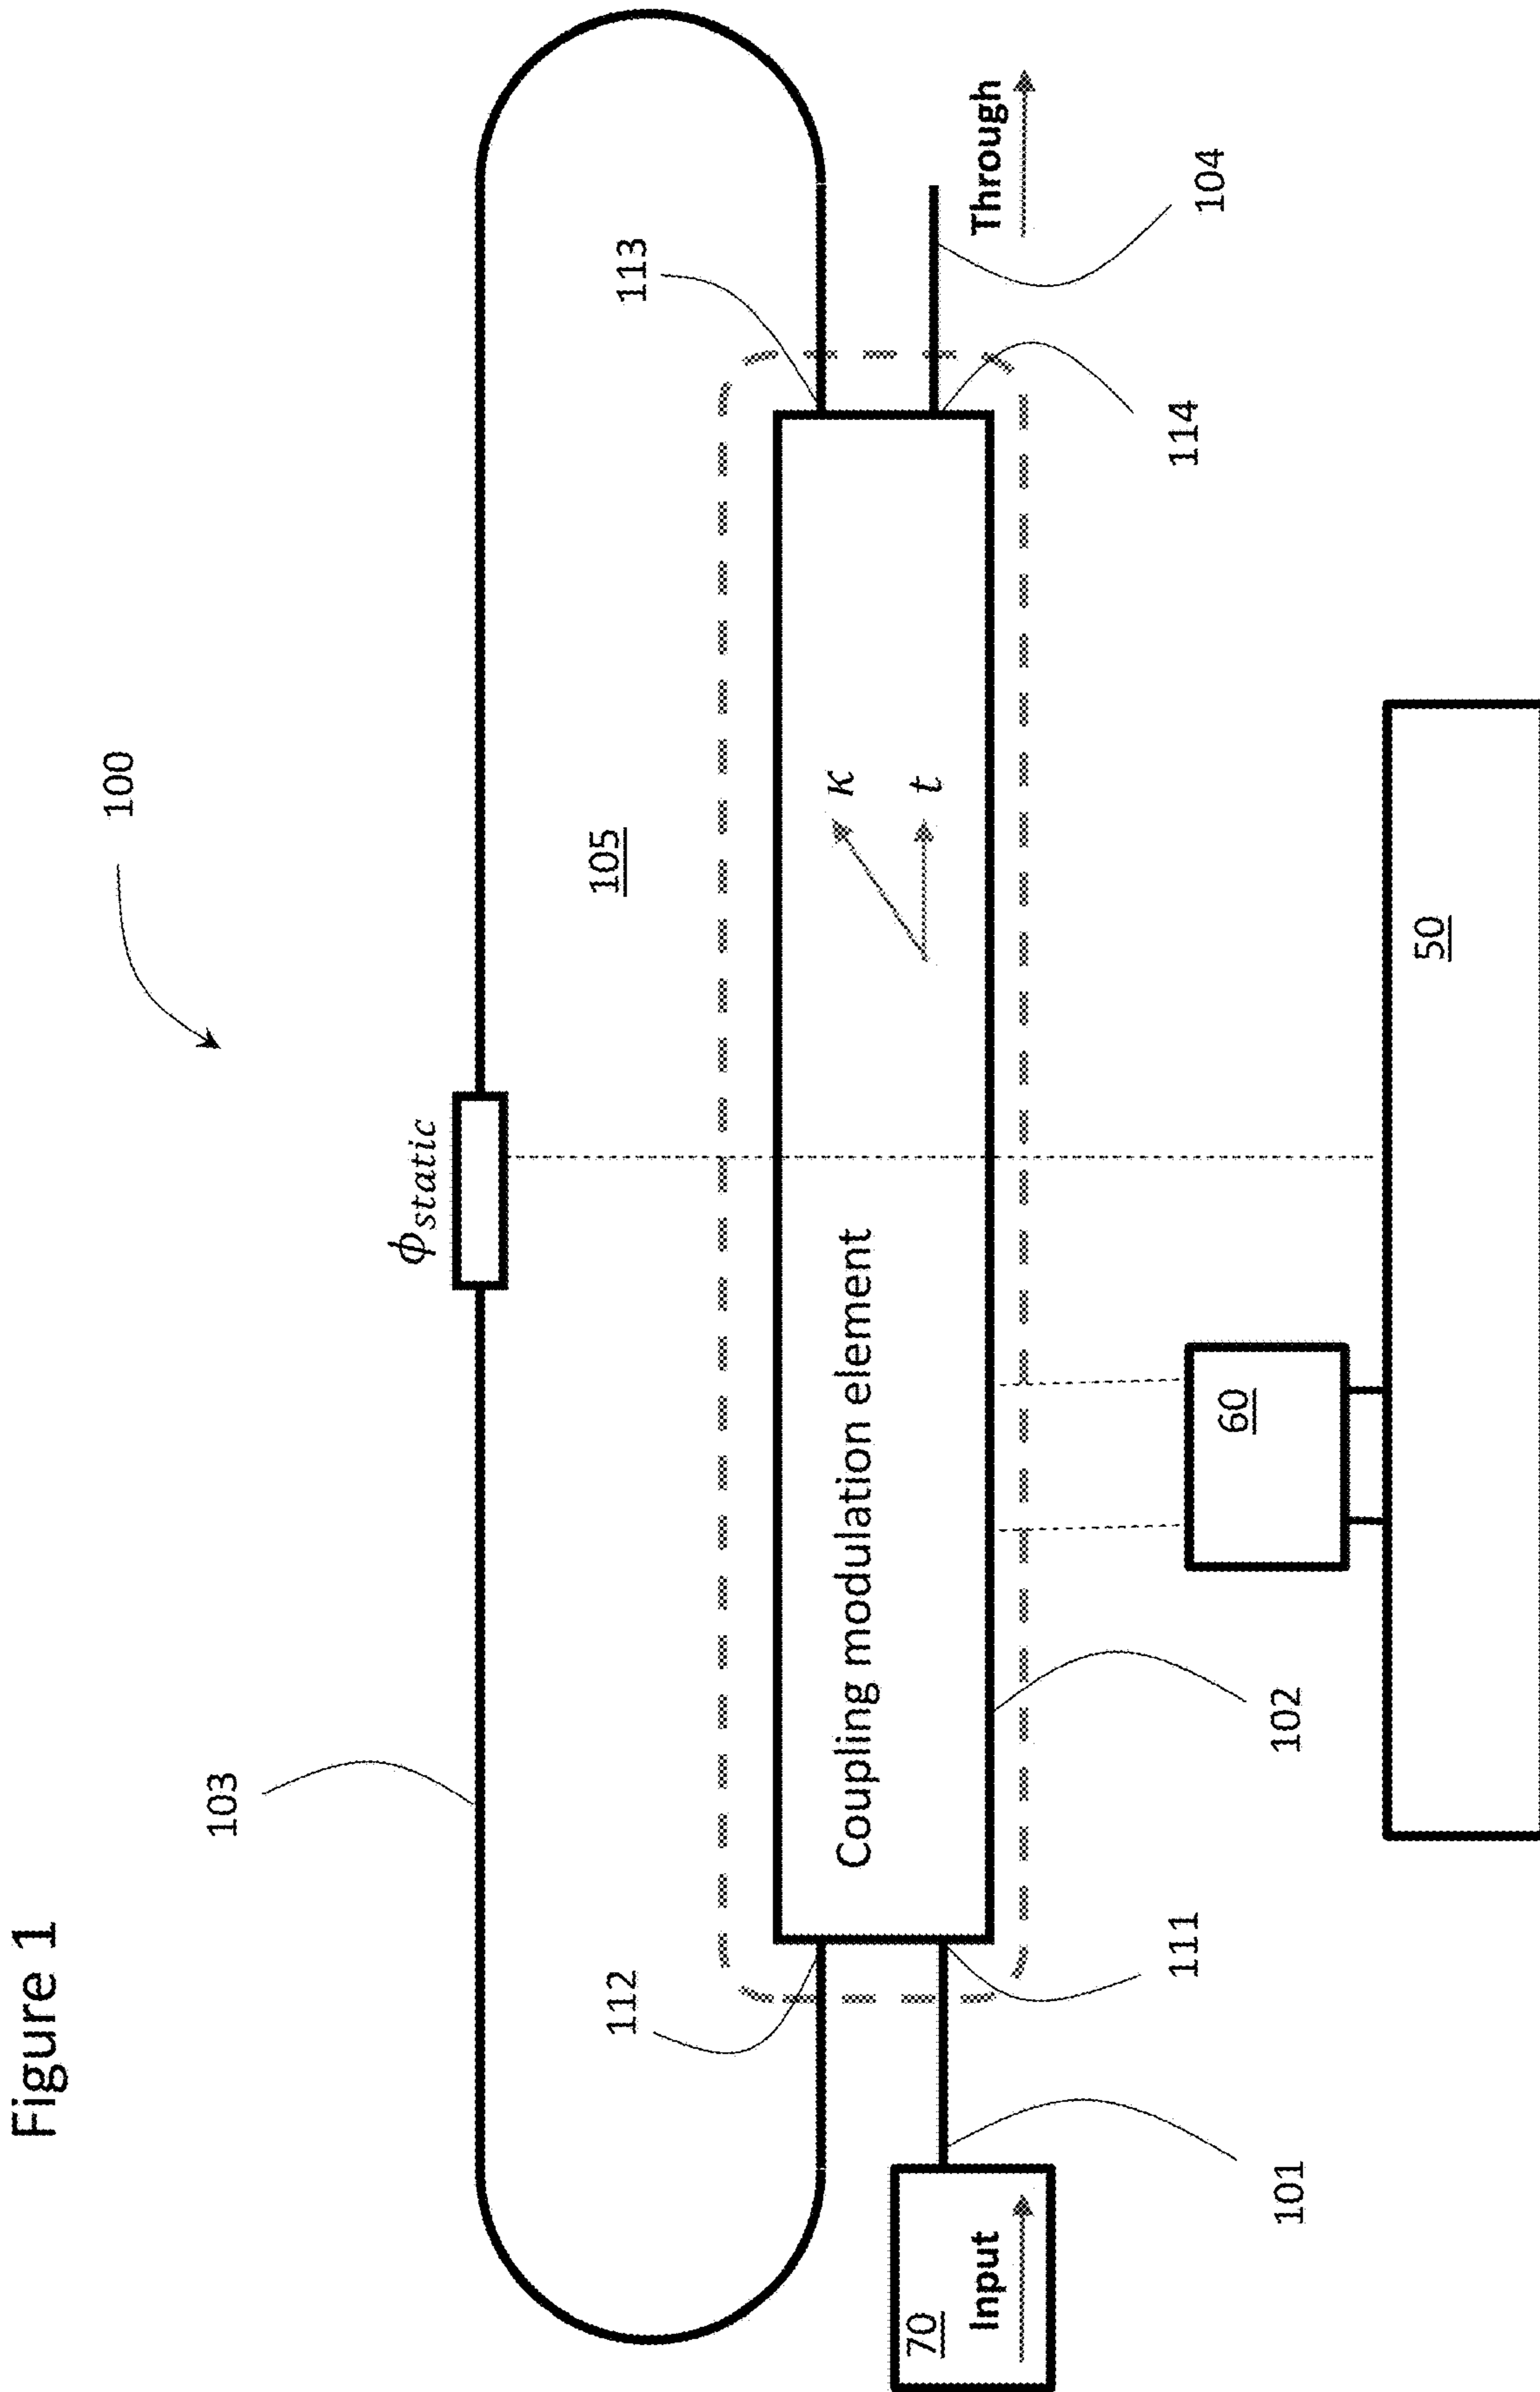 Figure 1
100
103
ϕstatic
105
112
113
Coupling modulation element
κ
t
70
Input
Through
101
111
102
60
50
114
104